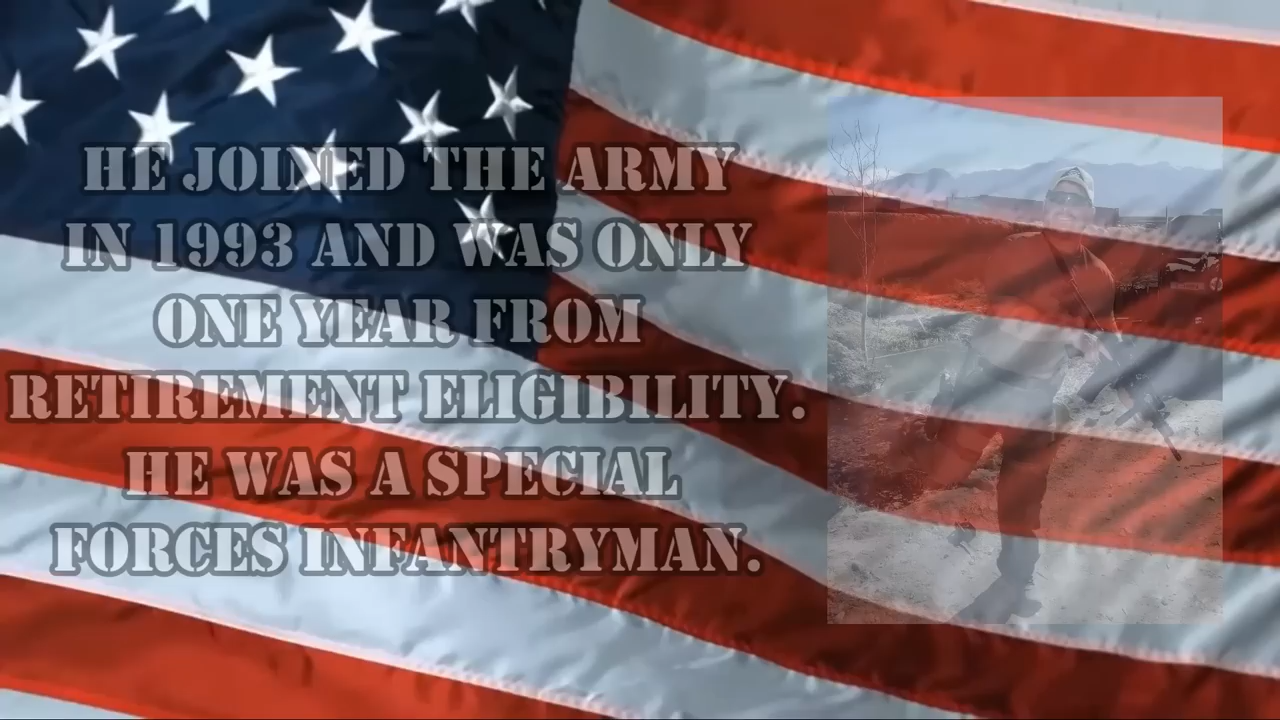 HE JOINED THE ARMY
IN 1993 AND WAS ONLY
ONE YEAR FROM
RETIREMENT ELIGIBILITY.
HE WAS A SPECIAL
FORCES INFANTRYMAN.